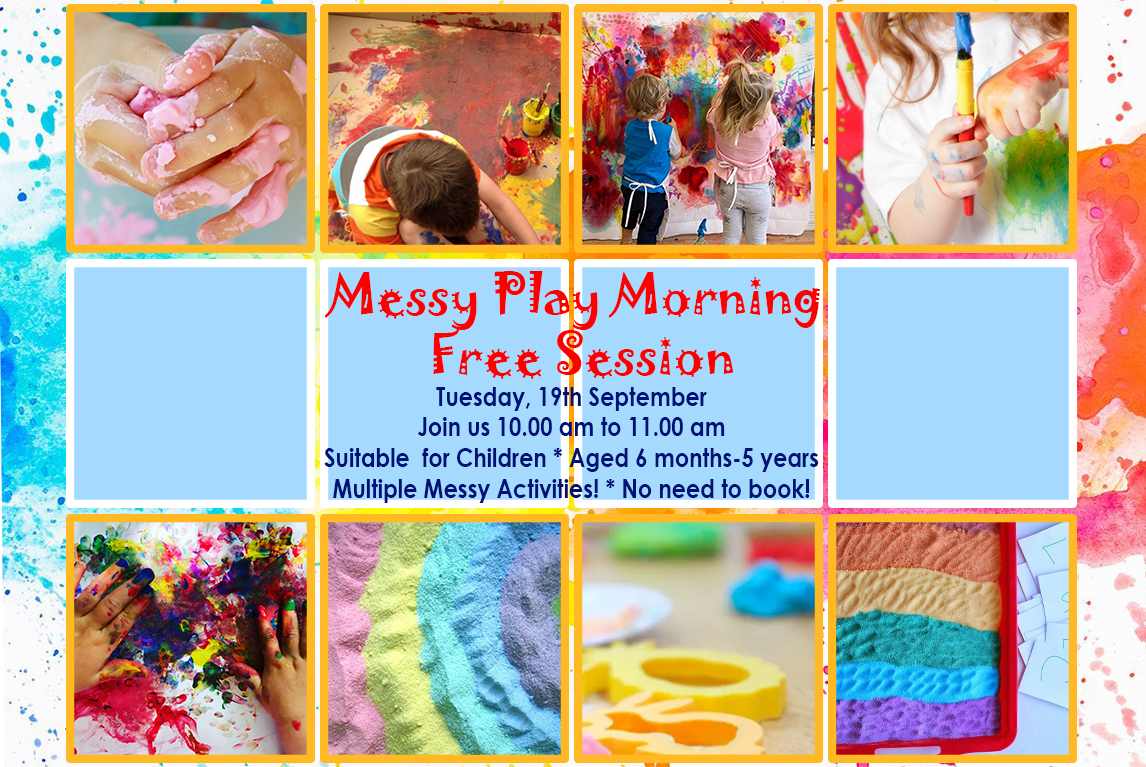 Messy Play Morning
Free Session
Tuesday, 19th September
Join us 10.00 am to 11.00 am
Suitable  for Children * Aged 6 months-5 years
Multiple Messy Activities! * No need to book!